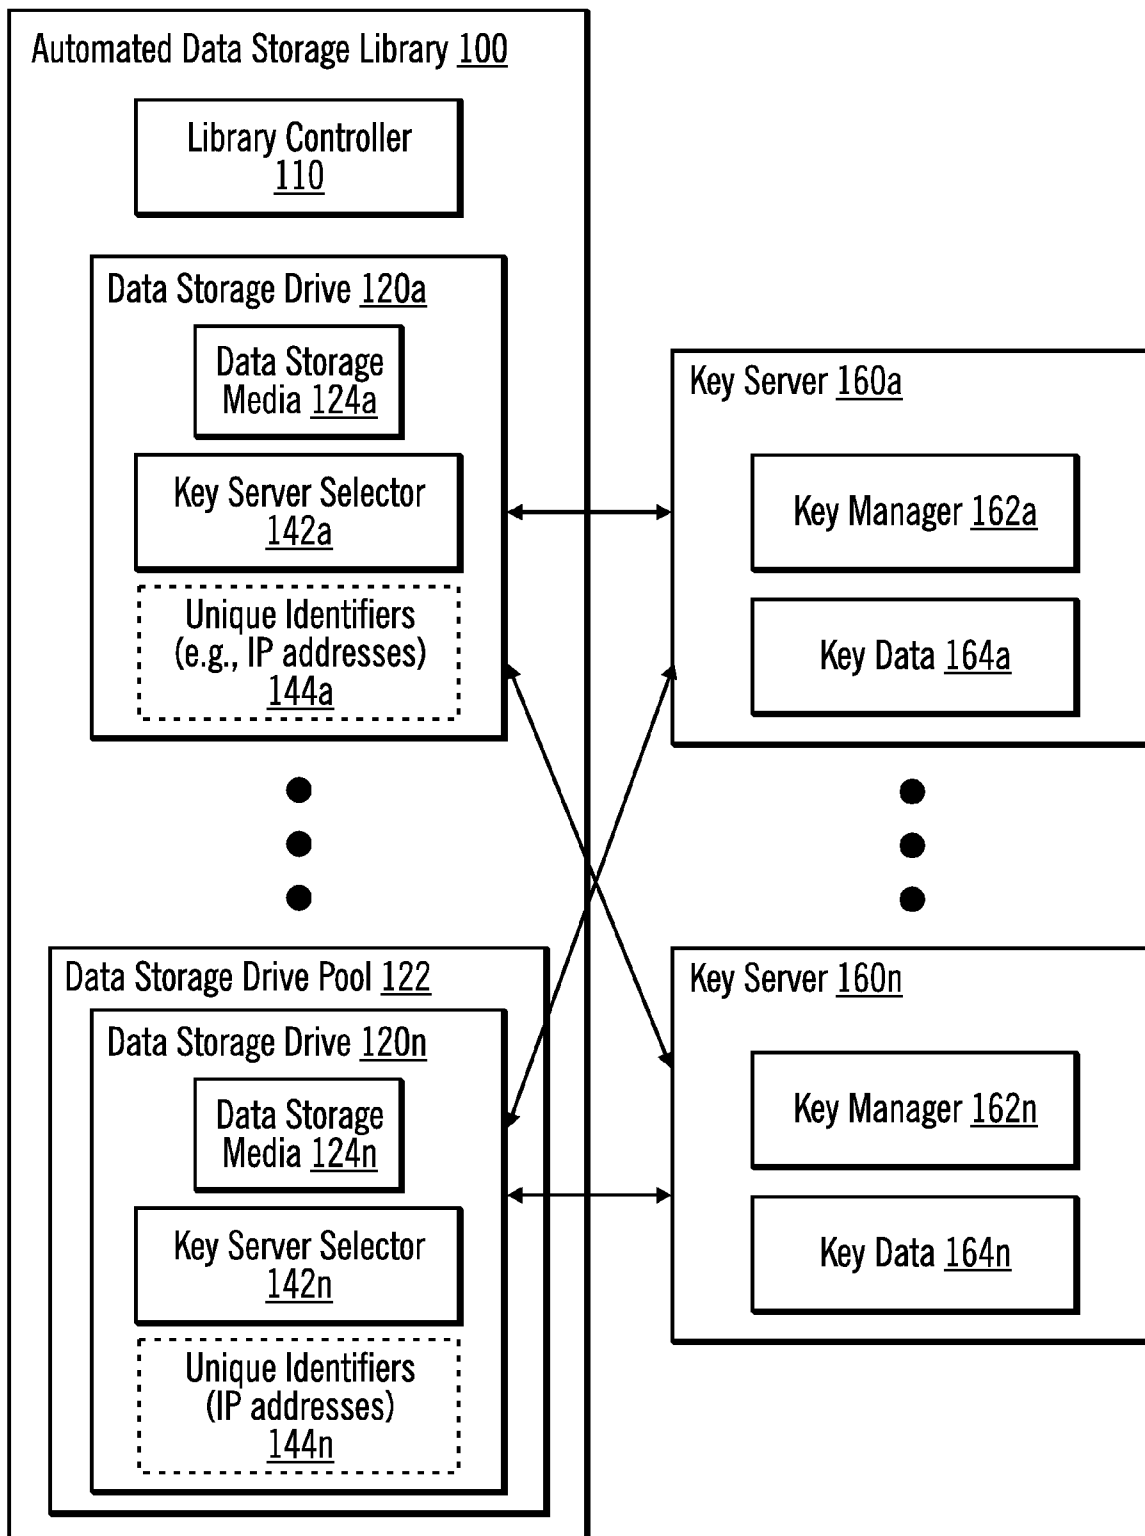 Automated Data Storage Library 100
Library Controller
110
Data Storage Drive 120a
Data Storage
Media 124a
Key Server Selector
142a
Unique Identifiers
(e.g., IP addresses)
144a
Data Storage Drive Pool 122
Data Storage Drive 120n
Data Storage
Media 124n
Key Server Selector
142n
Unique Identifiers
(IP addresses)
144n
Key Server 160a
Key Manager 162a
Key Data 164a
Key Server 160n
Key Manager 162n
Key Data 164n